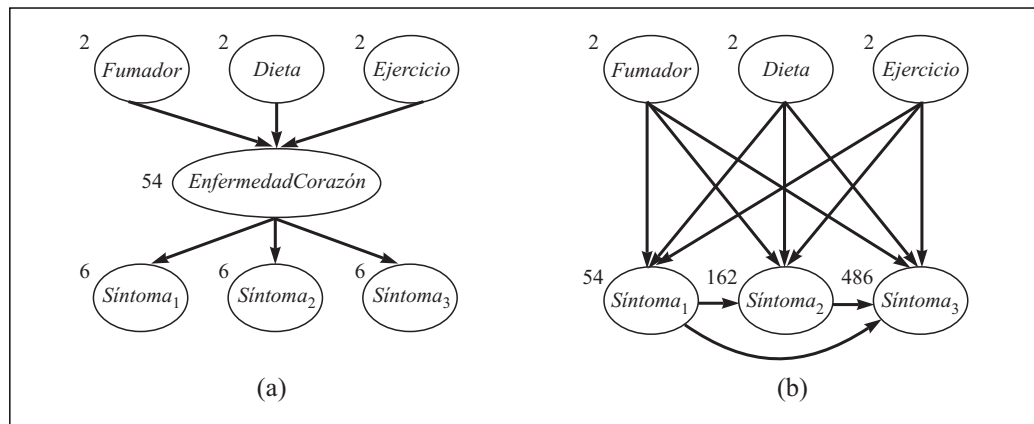 2 2 2
Fumador Dieta Ejercicio
54 EnfermedadCorazón
6 6 6
Síntoma1 Síntoma2 Síntoma3
(a)
2 2 2
Fumador Dieta Ejercicio
54 162 486
Síntoma1 Síntoma2 Síntoma3
(b)